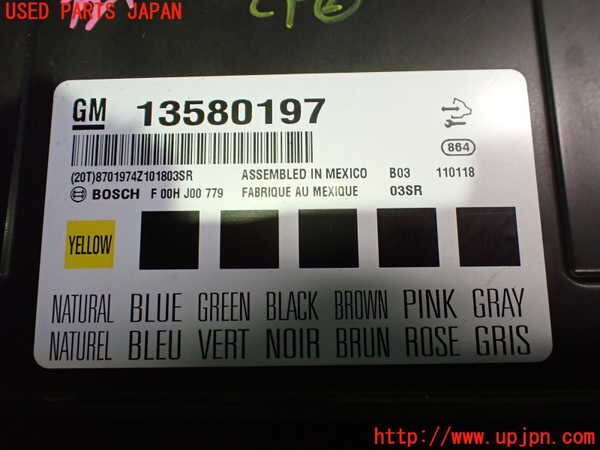 USED PARTS JAPAN
GM 13580197
864
(20T)8701974Z101803SR ASSEMBLED IN MEXICO B03 110118
BOSCH F 00H J00 779 FABRIQUE AU MEXIQUE 03SR
YELLOW
NATURAL BLUE GREEN BLACK BROWN PINK GRAY
NATUREL BLEU VERT NOIR BRUN ROSE GRIS
http://www.upjpn.com/